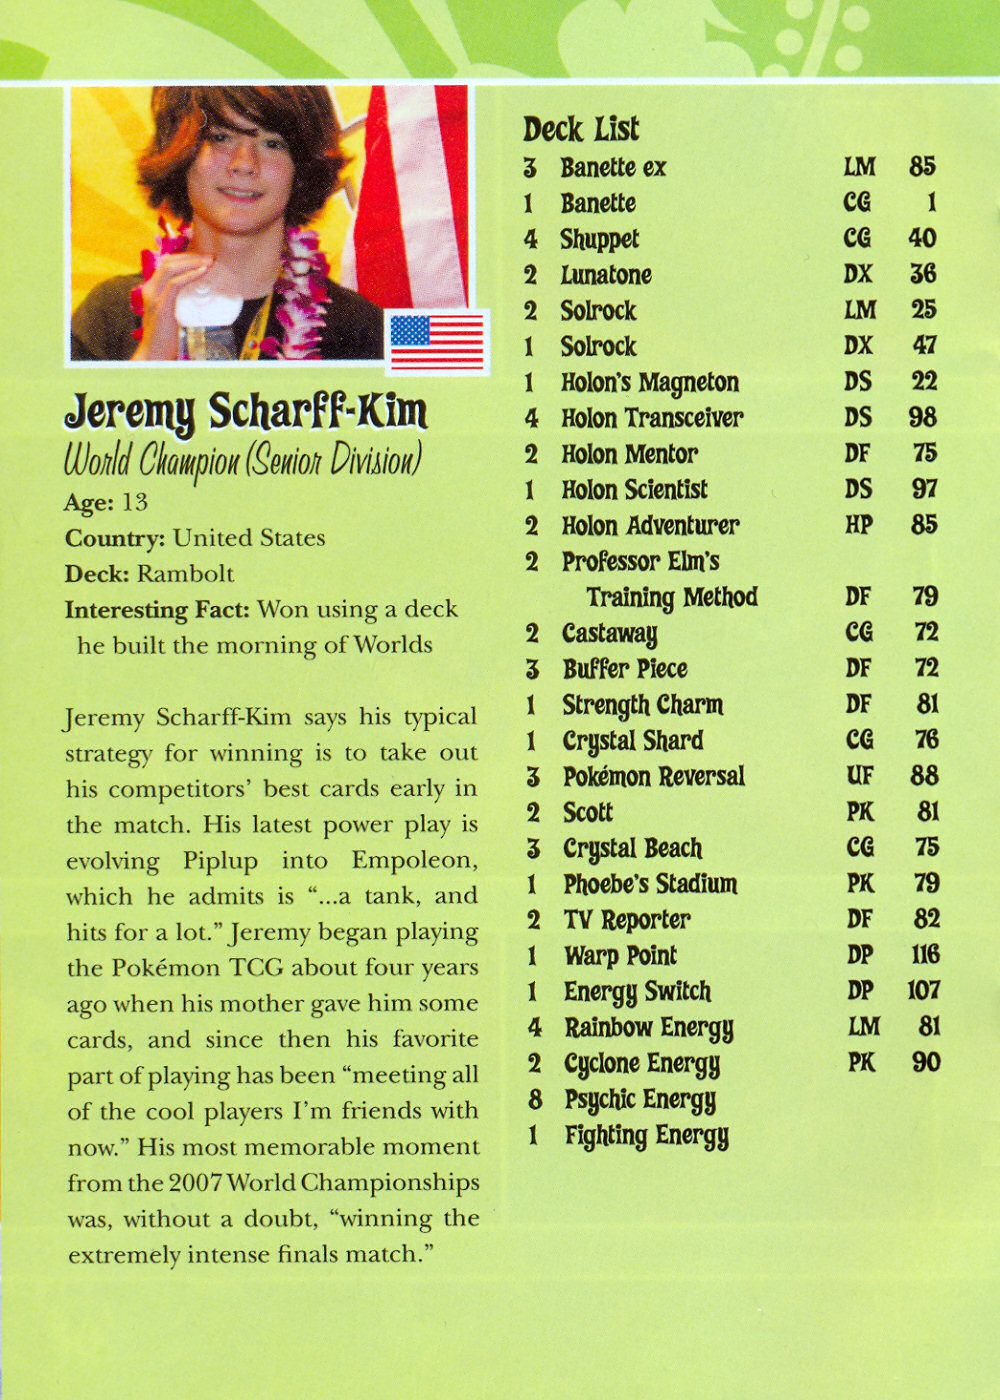 Jeremy Scharff-Kim
World Champion (Senior Division)
Age: 13
Country: United States
Deck: Rambolt
Interesting Fact: Won using a deck
he built the morning of Worlds
Jeremy Scharff-Kim says his typical
strategy for winning is to take out
his competitors' best cards early in
the match. His latest power play is
evolving Piplup into Empoleon,
which he admits is "...a tank, and
hits for a lot." Jeremy began playing
the Pokémon TCG about four years
ago when his mother gave him some
cards, and since then his favorite
part of playing has been "meeting all
of the cool players I'm friends with
now." His most memorable moment
from the 2007 World Championships
was, without a doubt, "winning the
extremely intense finals match."
Deck List
3 Banette ex LM 85
1 Banette CG 1
4 Shuppet CG 40
2 Lunatone DX 36
2 Solrock LM 25
1 Solrock DX 47
1 Holon's Magneton DS 22
4 Holon Transceiver DS 98
2 Holon Mentor DF 75
1 Holon Scientist DS 97
2 Holon Adventurer HP 85
2 Professor Elm's
Training Method DF 79
2 Castaway CG 72
3 Buffer Piece DF 72
1 Strength Charm DF 81
1 Crystal Shard CG 76
3 Pokémon Reversal UF 88
2 Scott PK 81
3 Crystal Beach CG 75
1 Phoebe's Stadium PK 79
2 TV Reporter DF 82
1 Warp Point DP 116
1 Energy Switch DP 107
4 Rainbow Energy LM 81
2 Cyclone Energy PK 90
8 Psychic Energy
1 Fighting Energy